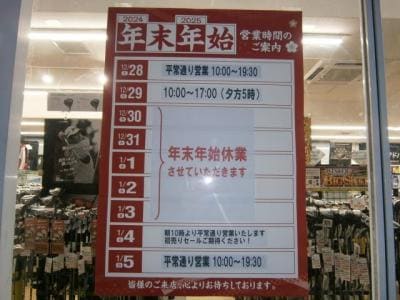 2024 2025
年末年始
営業時間の
ご案内
12/28 平常通り営業 10:00〜19:30
12/29 10:00〜17:00（夕方5時）
12/30
12/31
1/1
1/2
1/3
年末年始休業
させていただきます
1/4 朝10時より平常通り営業いたします
初売りセールご期待ください！
1/5 平常通り営業 10:00〜19:30
皆様のご来店心よりお待ちしております。